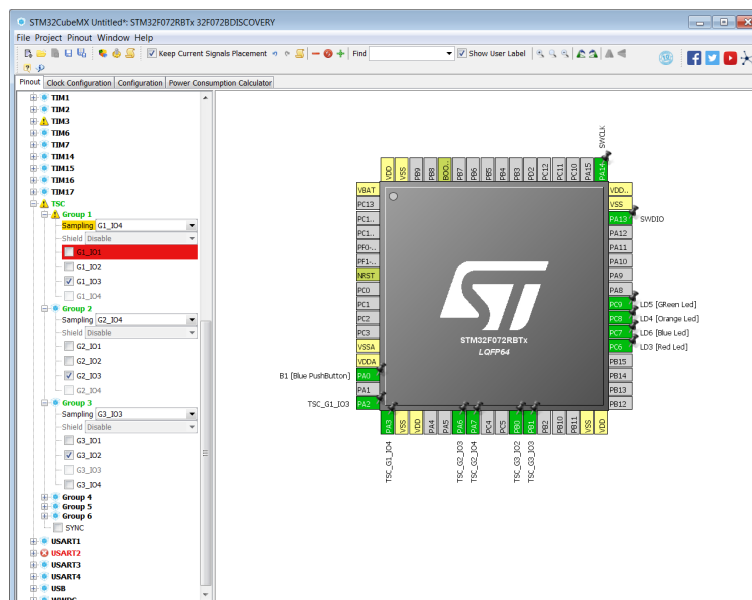 STM32CubeMX Untitled*: STM32F072RBTx 32F072BDISCOVERY
File Project Pinout Window Help
Keep Current Signals Placement
Find
Show User Label
Pinout
Clock Configuration
Configuration
Power Consumption Calculator
TIM1
TIM2
TIM3
TIM6
TIM7
TIM14
TIM15
TIM16
TIM17
TSC
Group 1
Sampling G1_IO4
Shield Disable
G1_IO1
G1_IO2
G1_IO3
G1_IO4
Group 2
Sampling G2_IO4
Shield Disable
G2_IO1
G2_IO2
G2_IO3
G2_IO4
Group 3
Sampling G3_IO3
Shield Disable
G3_IO1
G3_IO2
G3_IO3
G3_IO4
Group 4
Group 5
Group 6
SYNC
USART1
USART2
USART3
USART4
USB
WWDG
SWCLK
VDD
VSS
PB9
PB8
BOO..
PB7
PB6
PB5
PB4
PB3
PD2
PC12
PC11
PC10
PA15
PA14
VBAT
PC13
PC1..
PC1..
PF0-..
PF1-..
NRST
PC0
PC1
PC2
PC3
VSSA
VDDA
B1 [Blue PushButton] PA0
PA1
TSC_G1_IO3 PA2
ST
STM32F072RBTx
LQFP64
VDD..
VSS
PA13 SWDIO
PA12
PA11
PA10
PA9
PA8
PC9 LD5 [GReen Led]
PC8 LD4 [Orange Led]
PC7 LD6 [Blue Led]
PC6 LD3 [Red Led]
PB15
PB14
PB13
PB12
PA3
VSS
VDD
PA4
PA5
PA6
PA7
PC4
PC5
PB0
PB1
PB2
PB10
PB11
VSS
VDD
TSC_G1_IO4
TSC_G2_IO3
TSC_G2_IO4
TSC_G3_IO2
TSC_G3_IO3